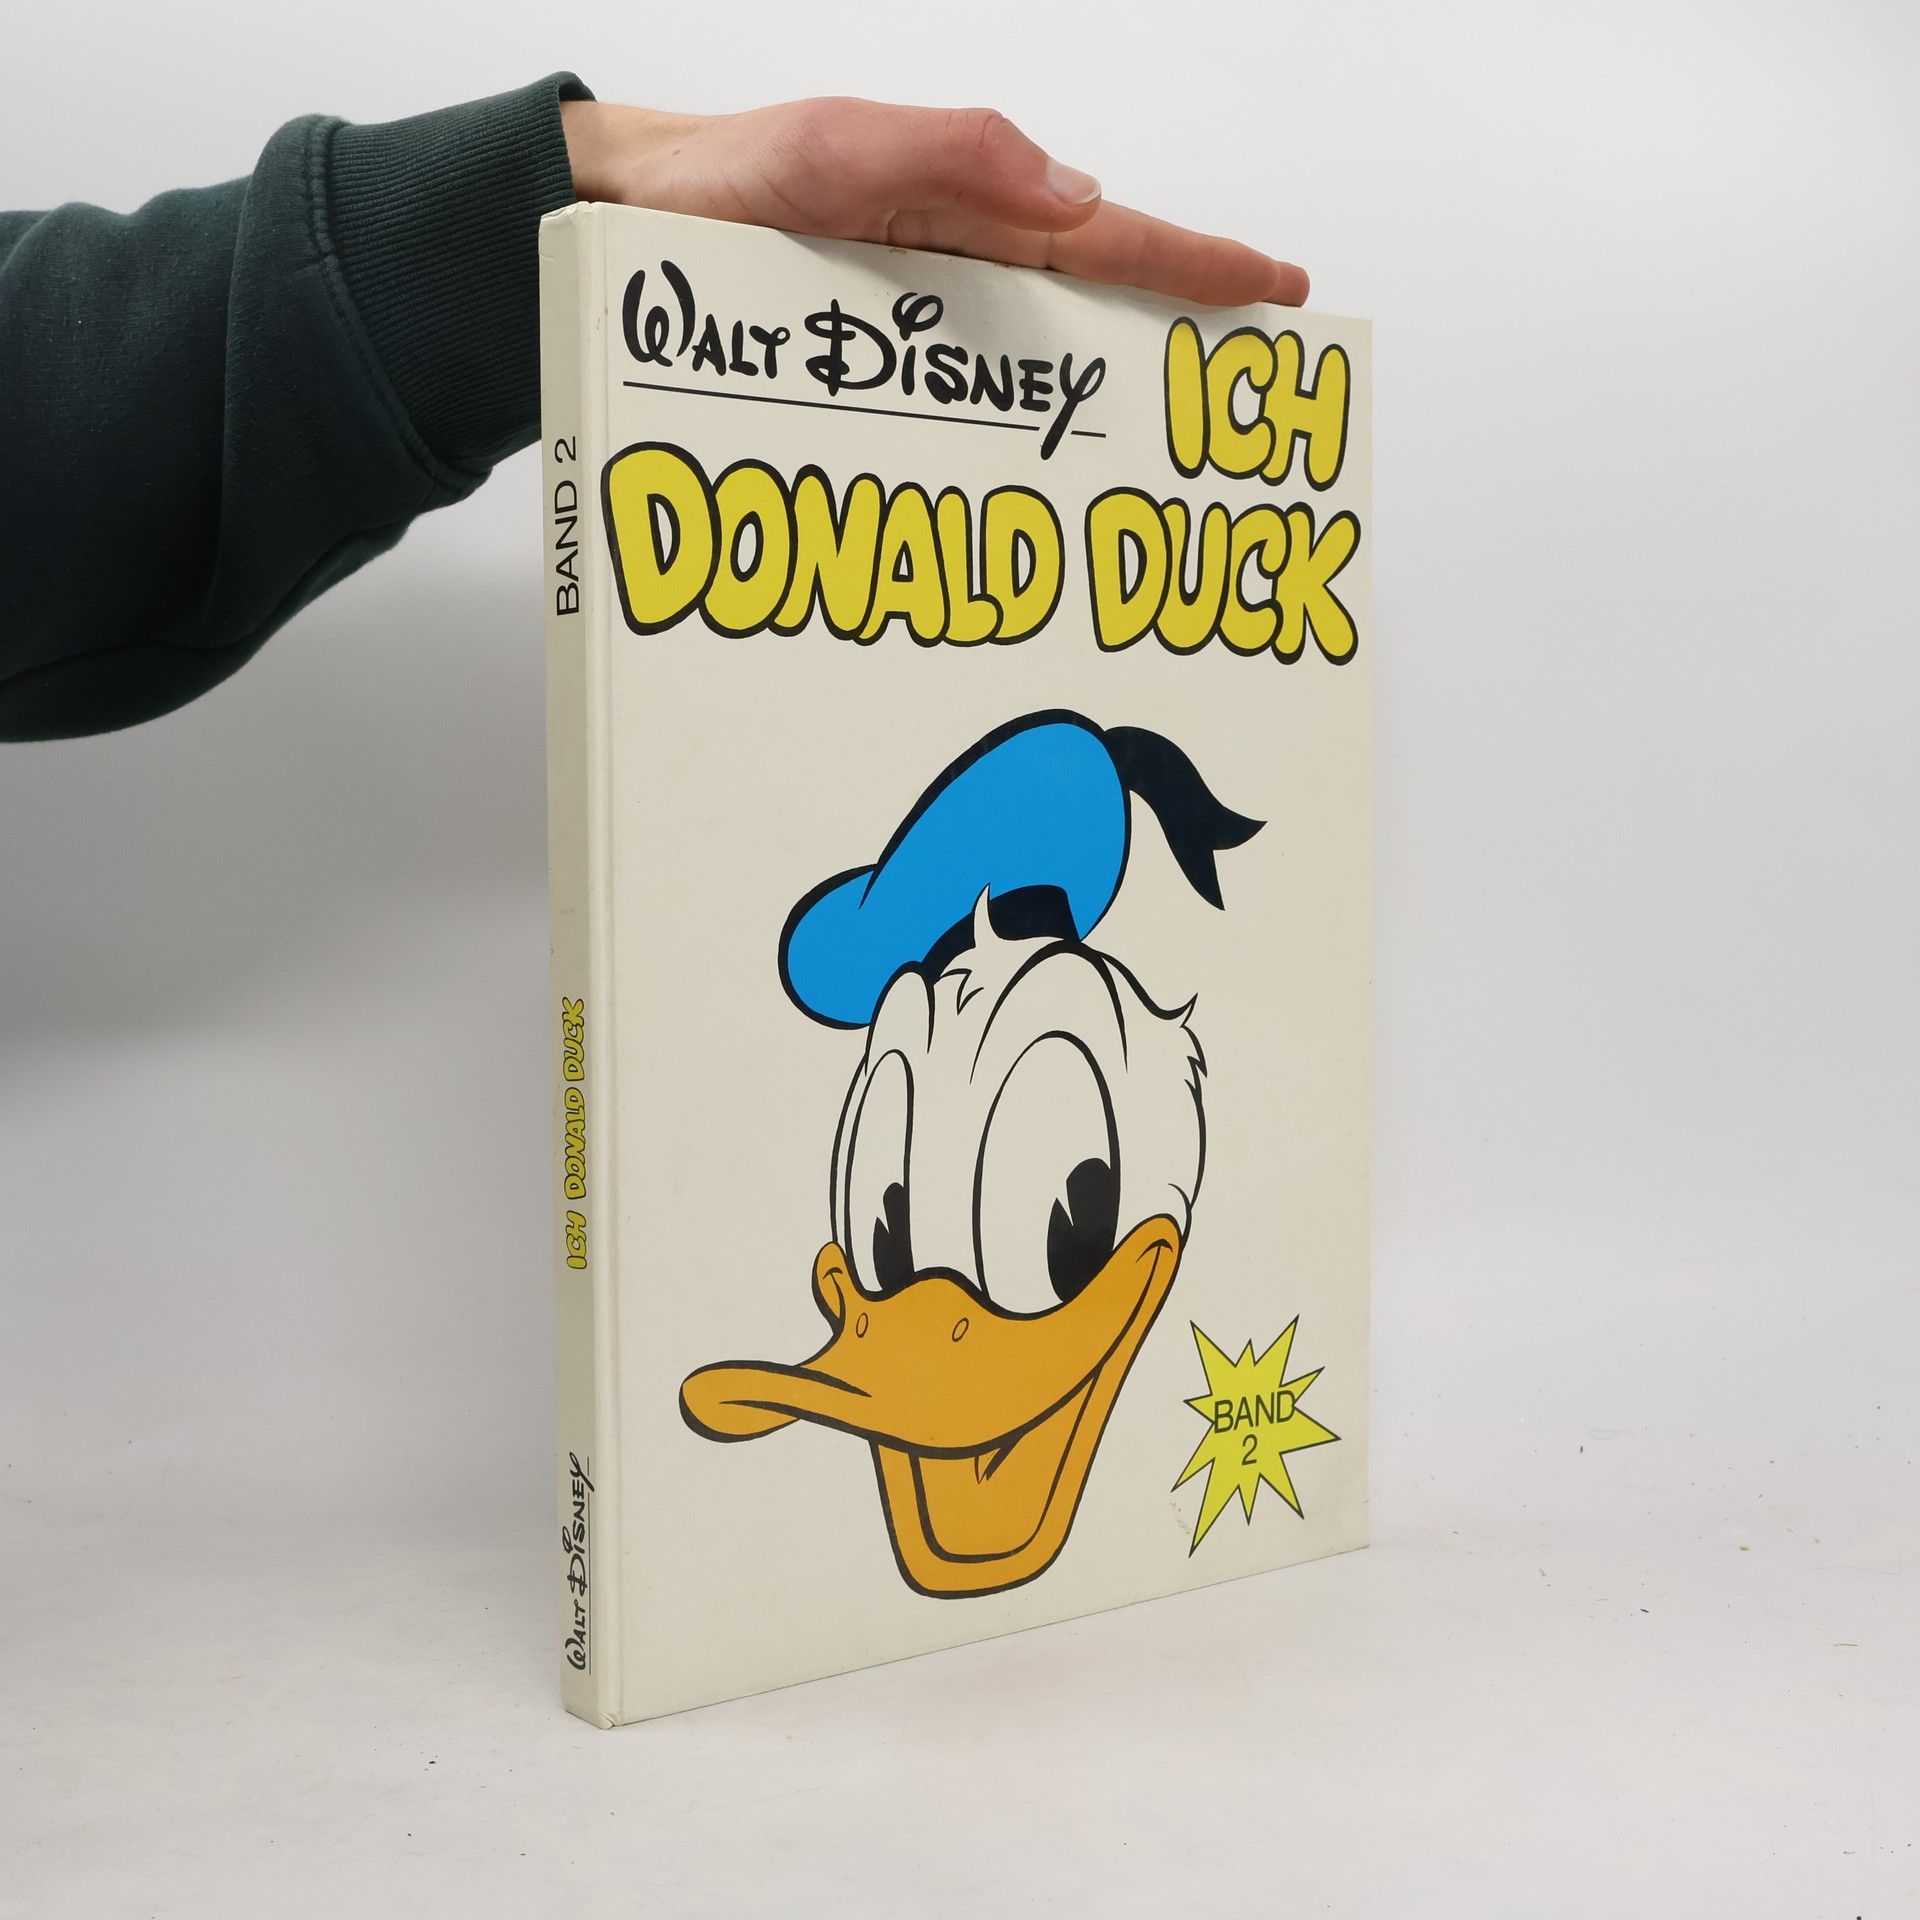 WALT DISNEY
ICH
DONALD DUCK
BAND
2
BAND 2
ICH DONALD DUCK
WALT DISNEY